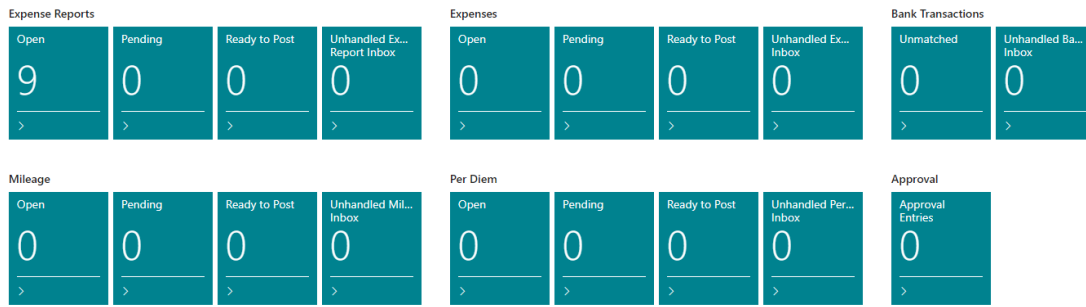 Expense Reports
Open
9
Pending
0
Ready to Post
0
Unhandled Ex...
Report Inbox
0
Expenses
Open
0
Pending
0
Ready to Post
0
Unhandled Ex...
Inbox
0
Bank Transactions
Unmatched
0
Unhandled Ba...
Inbox
0
Mileage
Open
0
Pending
0
Ready to Post
0
Unhandled Mil...
Inbox
0
Per Diem
Open
0
Pending
0
Ready to Post
0
Unhandled Per...
Inbox
0
Approval
Approval
Entries
0